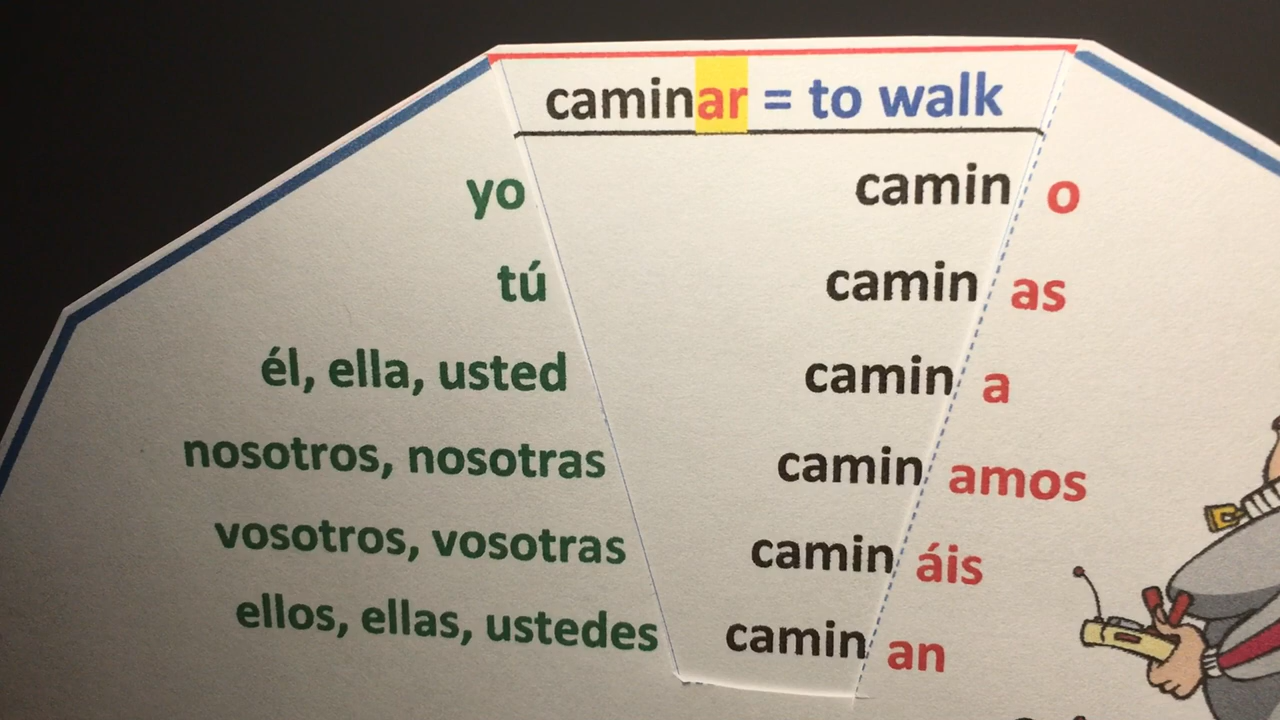 caminar = to walk
yo camin o
tú camin as
él, ella, usted camin a
nosotros, nosotras camin amos
vosotros, vosotras camin áis
ellos, ellas, ustedes camin an